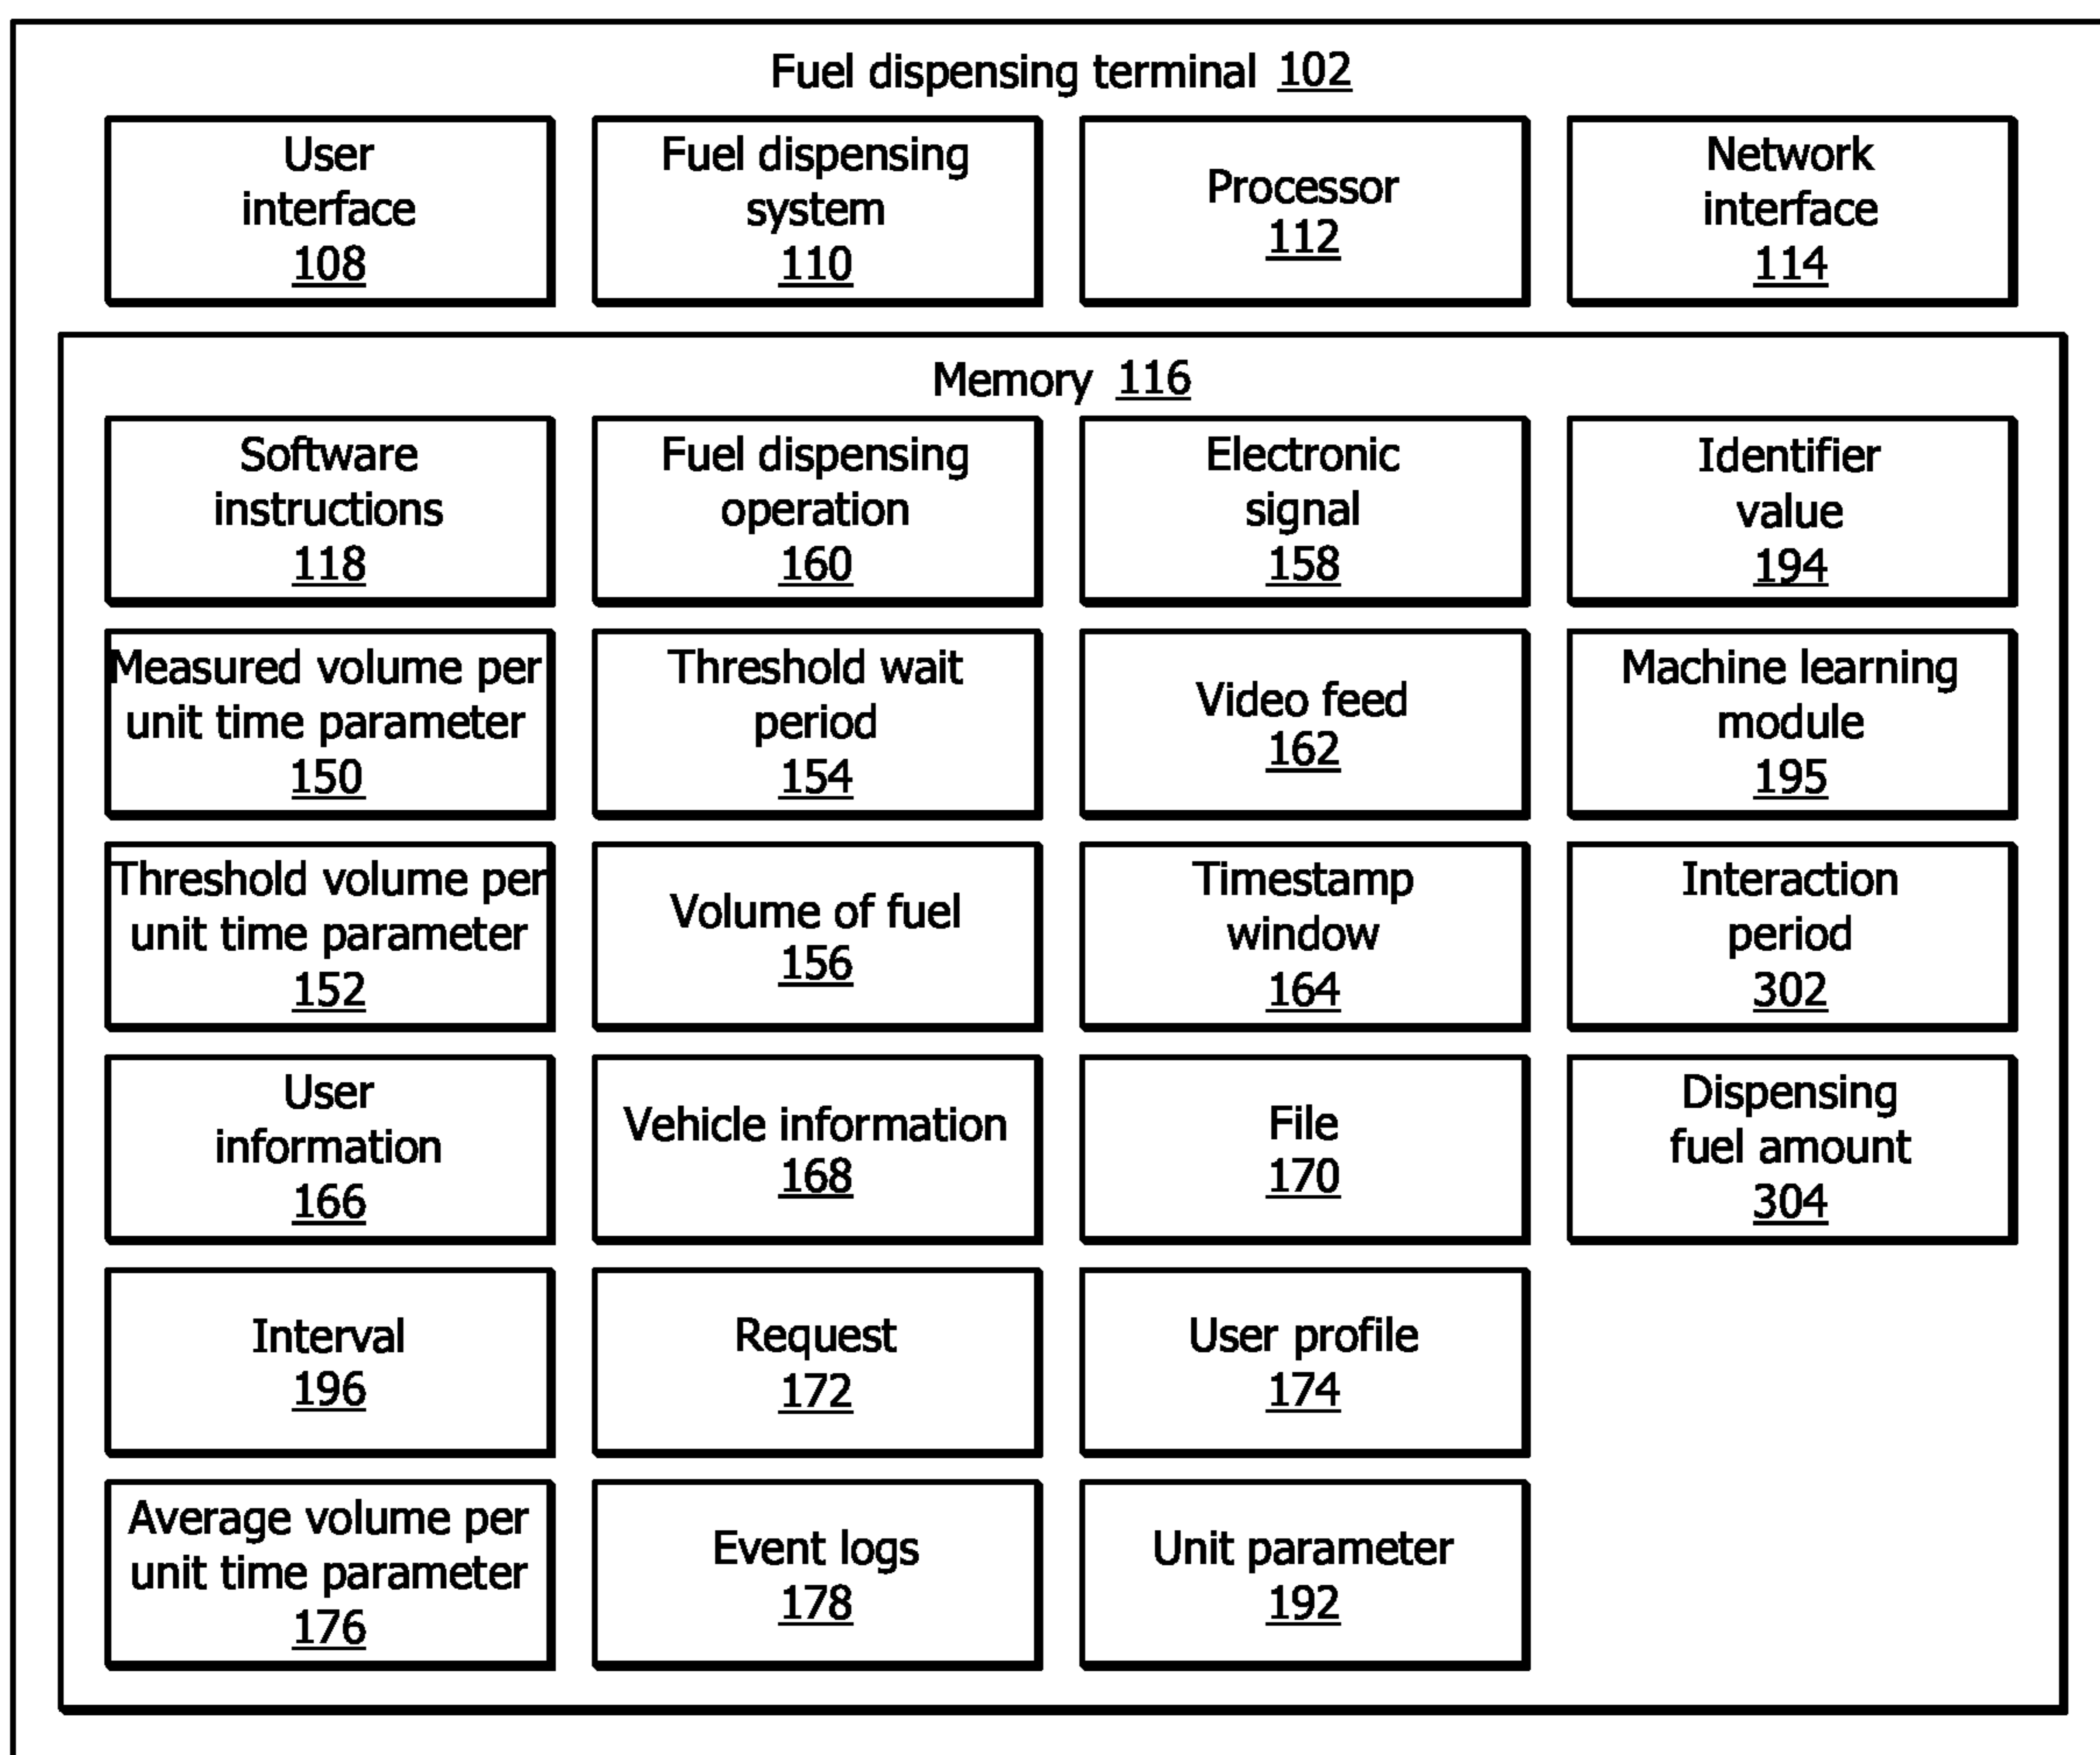 Fuel dispensing terminal 102
User
interface
108
Fuel dispensing
system
110
Processor
112
Network
interface
114
Memory 116
Software
instructions
118
Fuel dispensing
operation
160
Electronic
signal
158
Identifier
value
194
Measured volume per
unit time parameter
150
Threshold wait
period
154
Video feed
162
Machine learning
module
195
Threshold volume per
unit time parameter
152
Volume of fuel
156
Timestamp
window
164
Interaction
period
302
User
information
166
Vehicle information
168
File
170
Dispensing
fuel amount
304
Interval
196
Request
172
User profile
174
Average volume per
unit time parameter
176
Event logs
178
Unit parameter
192